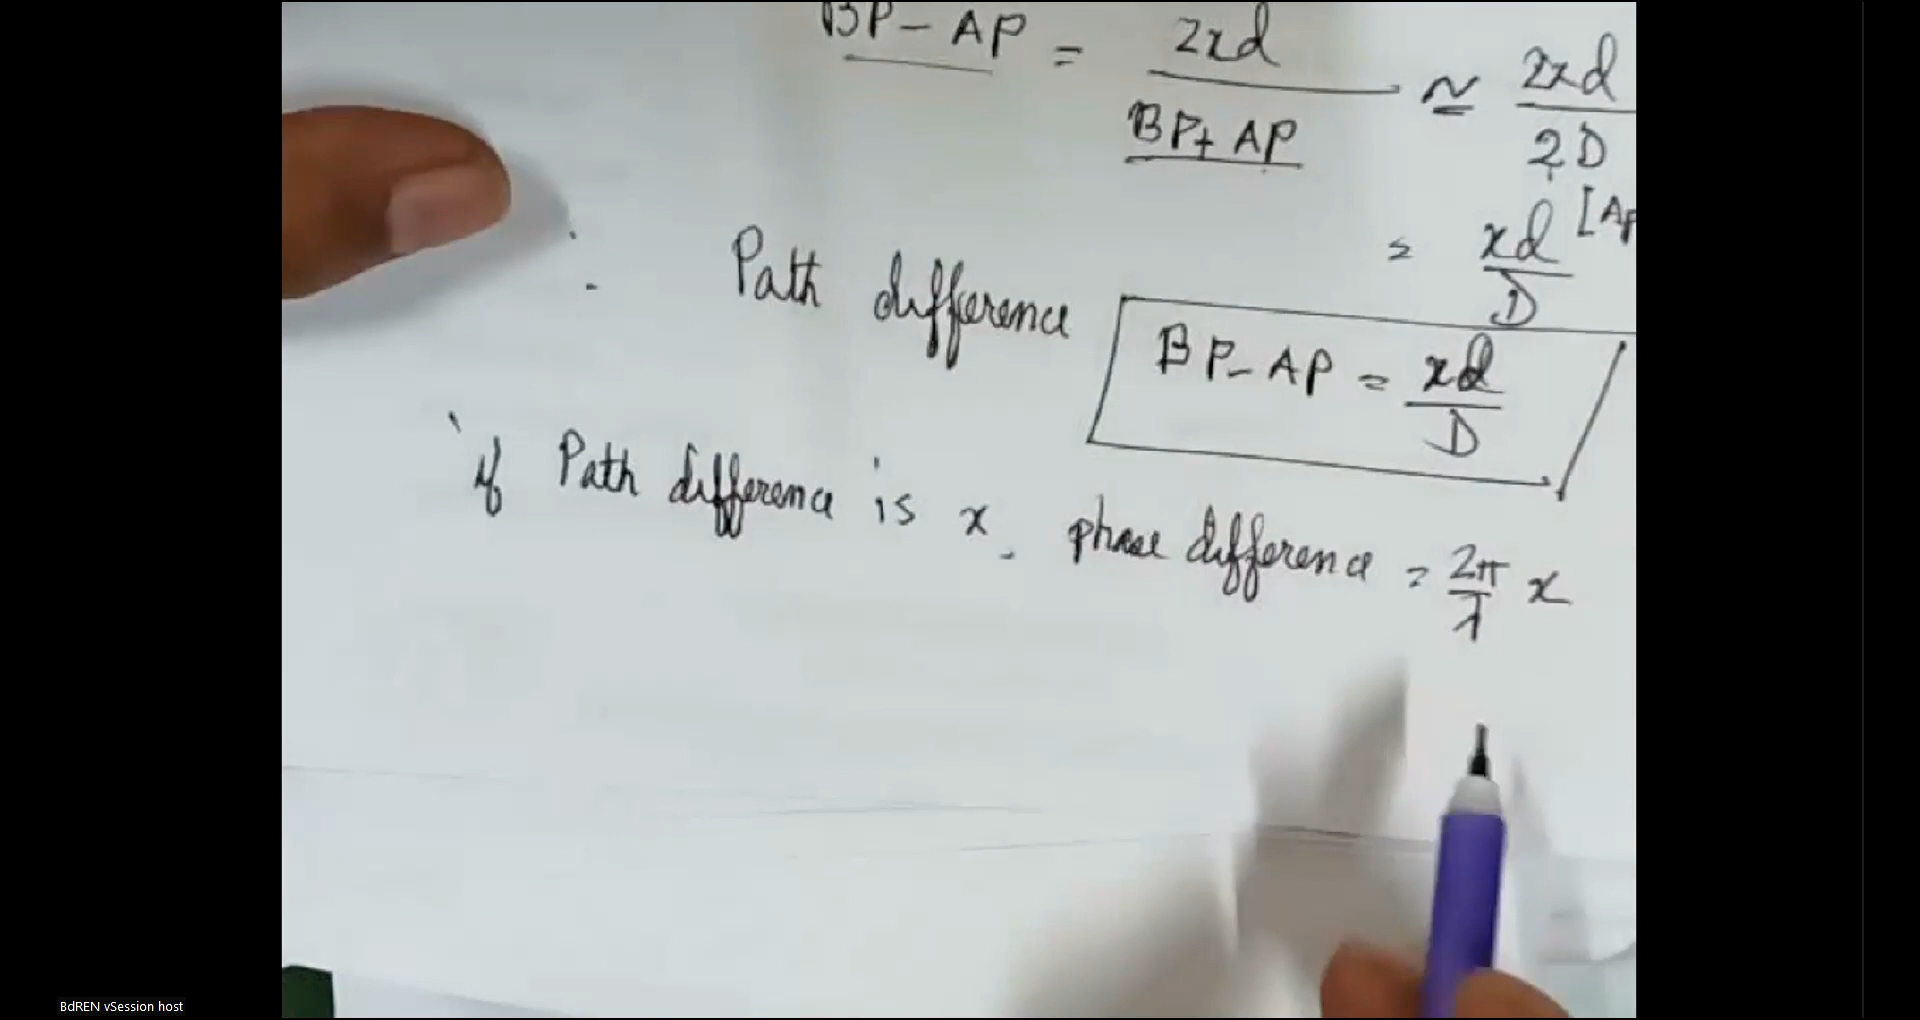 BP - AP = 2xd / BP + AP ≃ 2xd / 2D
= xd / D [AP
∴ Path difference BP - AP = xd / D
if Path difference is x, phase difference = 2π / λ x
BdREN vSession host